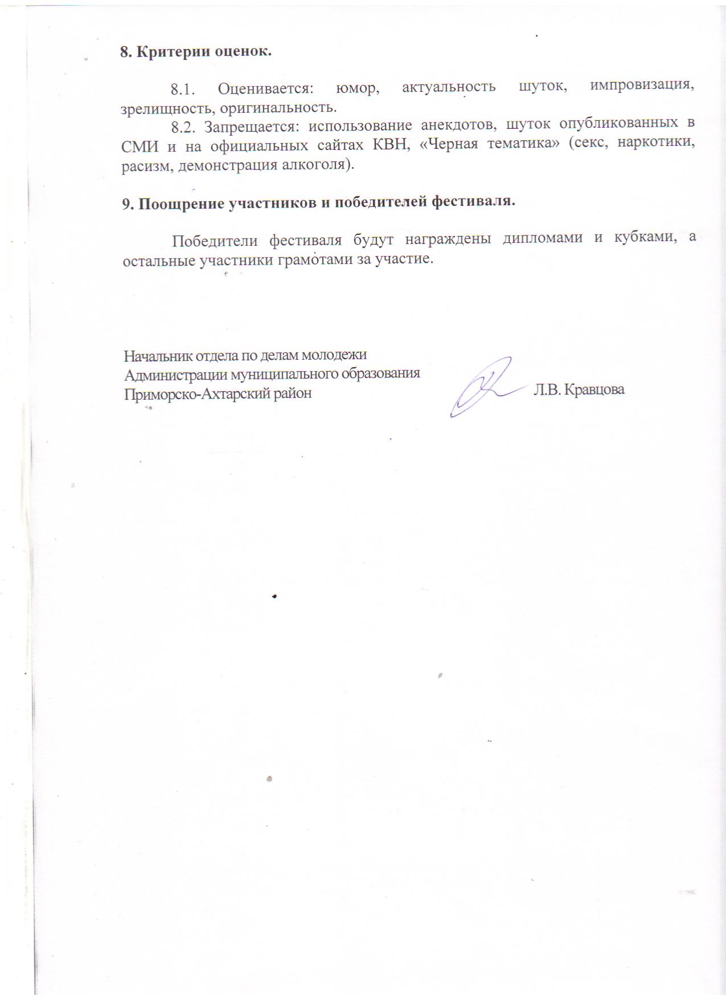 8. Критерии оценок.
8.1. Оценивается: юмор, актуальность шуток, импровизация,
зрелищность, оригинальность.
8.2. Запрещается: использование анекдотов, шуток опубликованных в
СМИ и на официальных сайтах КВН, «Черная тематика» (секс, наркотики,
расизм, демонстрация алкоголя).
9. Поощрение участников и победителей фестиваля.
Победители фестиваля будут награждены дипломами и кубками, а
остальные участники грамотами за участие.
Начальник отдела по делам молодежи
Администрации муниципального образования
Приморско-Ахтарский район Л.В. Кравцова